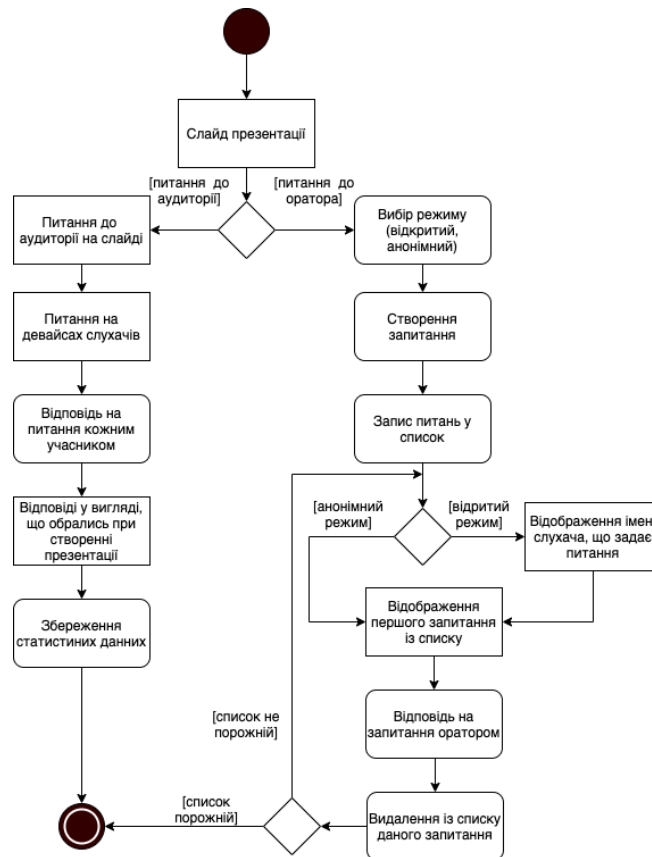 Слайд презентації
[питання до
аудиторії]
[питання до
оратора]
Питання до
аудиторії на слайді
Вибір режиму
(відкритий,
анонімний)
Питання на
девайсах слухачів
Створення
запитання
Відповідь на
питання кожним
учасником
Запис питань у
список
Відповіді у вигляді,
що обрались при
створенні
презентації
[анонімний
режим]
[відритий
режим]
Відображення імені
слухача, що задає
питання
Збереження
статистиних данних
Відображення
першого запитання
із списку
[список не
порожній]
Відповідь на
запитання оратором
[список
порожній]
Видалення із списку
даного запитання